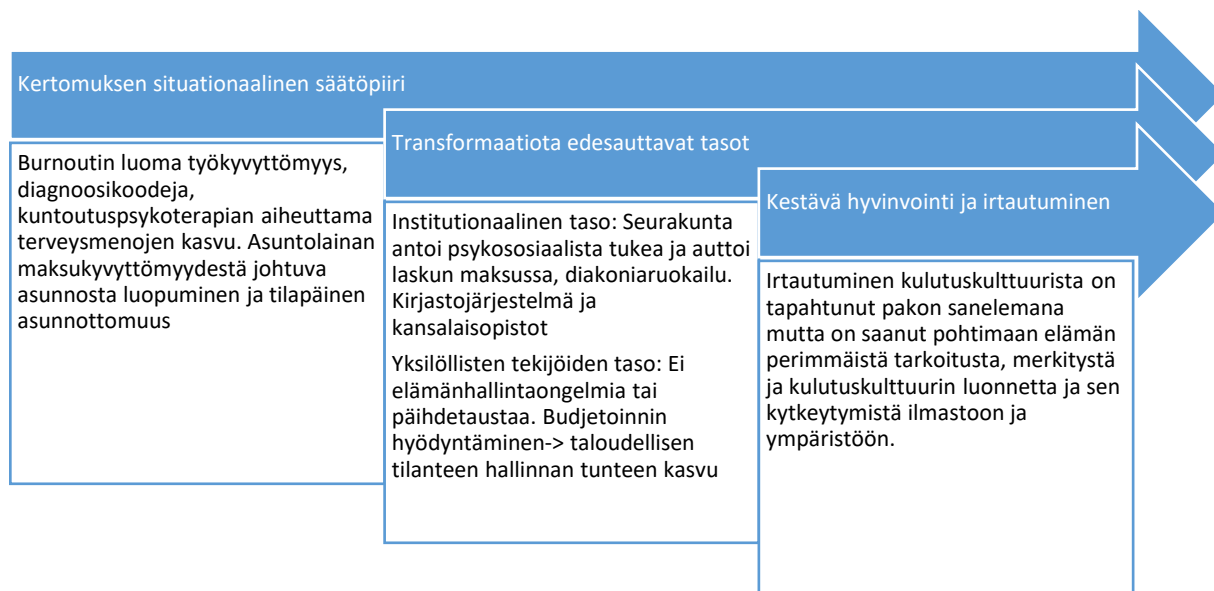 Kertomuksen situationaalinen säätöpiiri
Burnoutin luoma työkyvyttömyys,
diagnoosikoodeja,
kuntoutuspsykoterapian aiheuttama
terveysmenojen kasvu. Asuntolainan
maksukyvyttömyydestä johtuva
asunnosta luopuminen ja tilapäinen
asunnottomuus
Transformaatiota edesauttavat tasot
Institutionaalinen taso: Seurakunta
antoi psykososiaalista tukea ja auttoi
laskun maksussa, diakoniaruokailu.
Kirjastojärjestelmä ja
kansalaisopistot
Yksilöllisten tekijöiden taso: Ei
elämänhallintaongelmia tai
päihdetaustaa. Budjetoinnin
hyödyntäminen-> taloudellisen
tilanteen hallinnan tunteen kasvu
Kestävä hyvinvointi ja irtautuminen
Irtautuminen kulutuskulttuurista on
tapahtunut pakon sanelemana
mutta on saanut pohtimaan elämän
perimmäistä tarkoitusta, merkitystä
ja kulutuskulttuurin luonnetta ja sen
kytkeytymistä ilmastoon ja
ympäristöön.